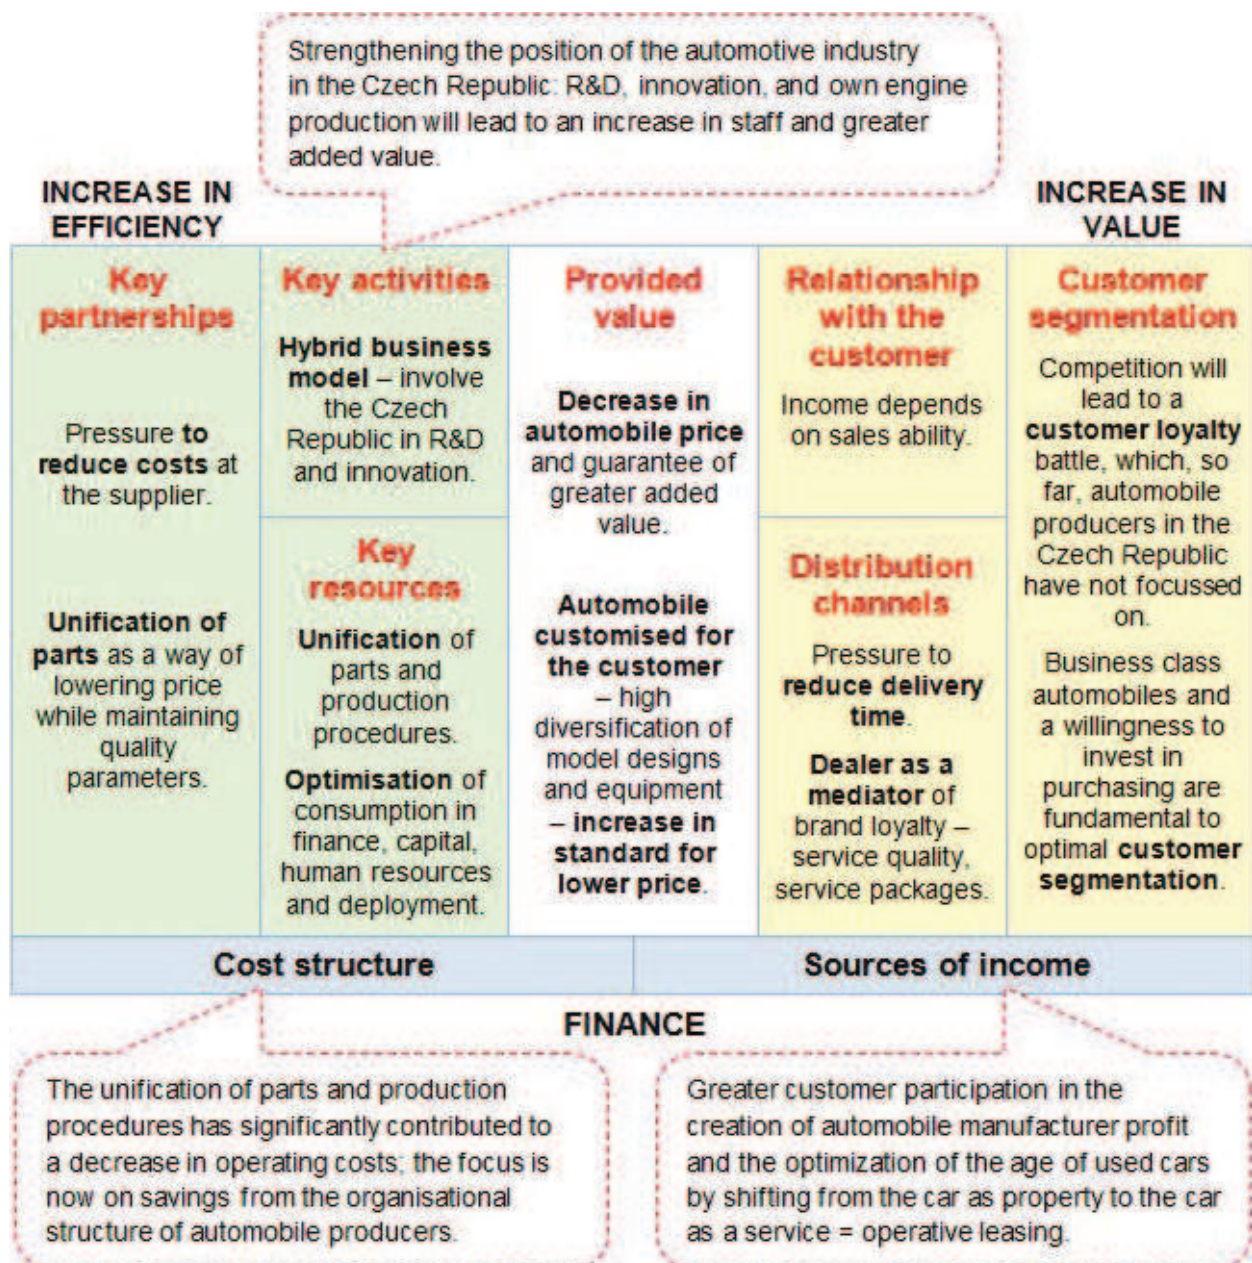 Strengthening the position of the automotive industry
in the Czech Republic: R&D, innovation, and own engine
production will lead to an increase in staff and greater
added value.
INCREASE IN
EFFICIENCY
INCREASE IN
VALUE
Key
partnerships
Pressure to
reduce costs at
the supplier.
Unification of
parts as a way of
lowering price
while maintaining
quality
parameters.
Key activities
Hybrid business
model – involve
the Czech
Republic in R&D
and innovation.
Key
resources
Unification of
parts and
production
procedures.
Optimisation of
consumption in
finance, capital,
human resources
and deployment.
Provided
value
Decrease in
automobile price
and guarantee of
greater added
value.
Automobile
customised for
the customer
– high
diversification of
model designs
and equipment
– increase in
standard for
lower price.
Relationship
with the
customer
Income depends
on sales ability.
Distribution
channels
Pressure to
reduce delivery
time.
Dealer as a
mediator of
brand loyalty –
service quality,
service packages.
Customer
segmentation
Competition will
lead to a
customer loyalty
battle, which, so
far, automobile
producers in the
Czech Republic
have not focussed
on.
Business class
automobiles and
a willingness to
invest in
purchasing are
fundamental to
optimal customer
segmentation.
Cost structure
Sources of income
FINANCE
The unification of parts and production
procedures has significantly contributed to
a decrease in operating costs; the focus is
now on savings from the organisational
structure of automobile producers.
Greater customer participation in the
creation of automobile manufacturer profit
and the optimization of the age of used cars
by shifting from the car as property to the car
as a service = operative leasing.